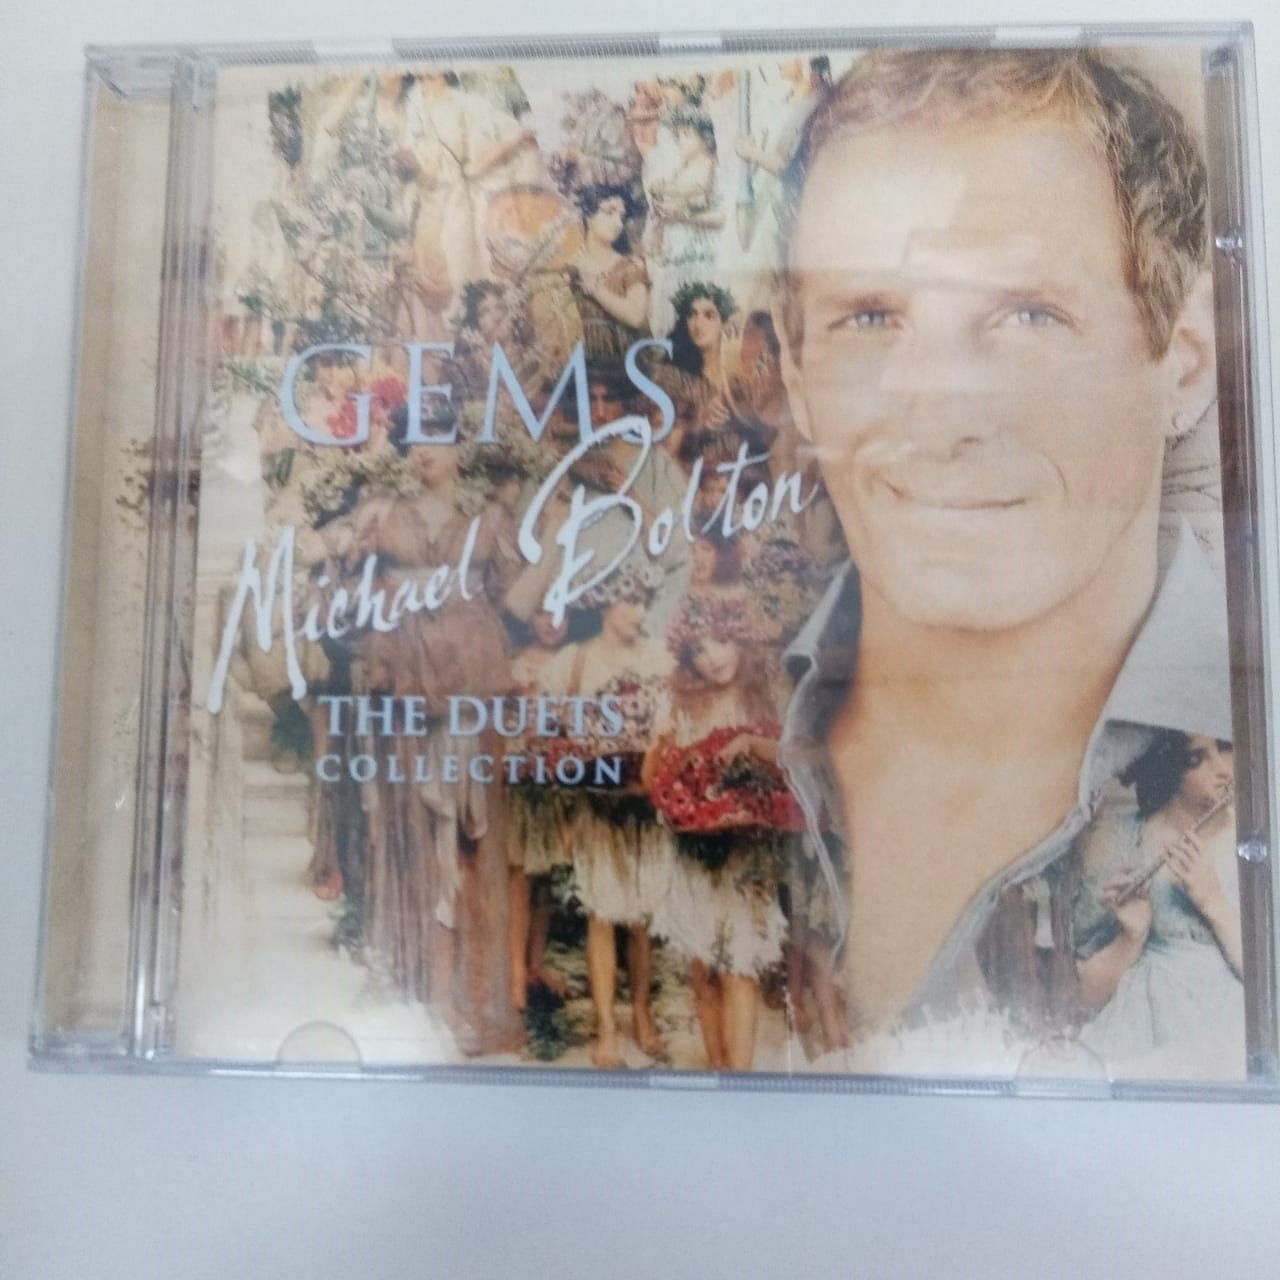 GEMS
Michael Bolton
THE DUETS
COLLECTION